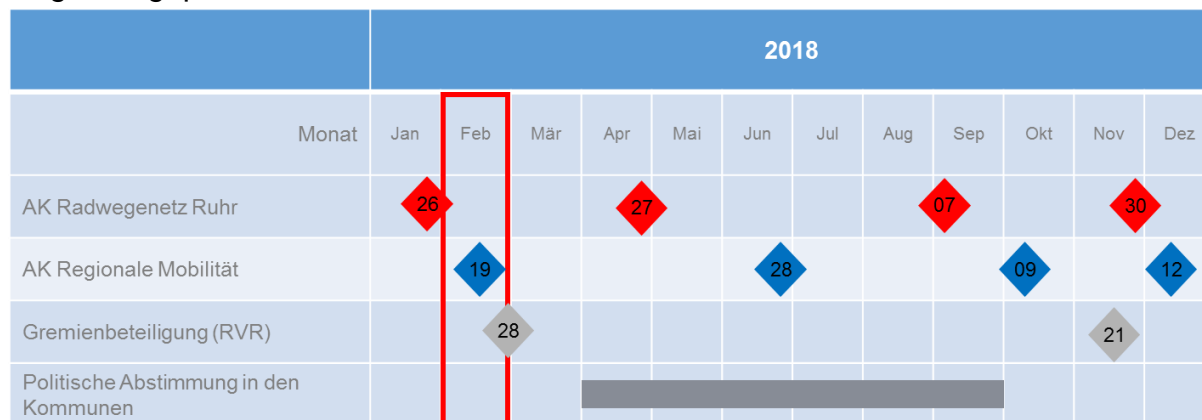 2018
Monat Jan Feb Mär Apr Mai Jun Jul Aug Sep Okt Nov Dez
AK Radwegenetz Ruhr 26 27 07 30
AK Regionale Mobilität 19 28 09 12
Gremienbeteiligung (RVR) 28 21
Politische Abstimmung in den
Kommunen